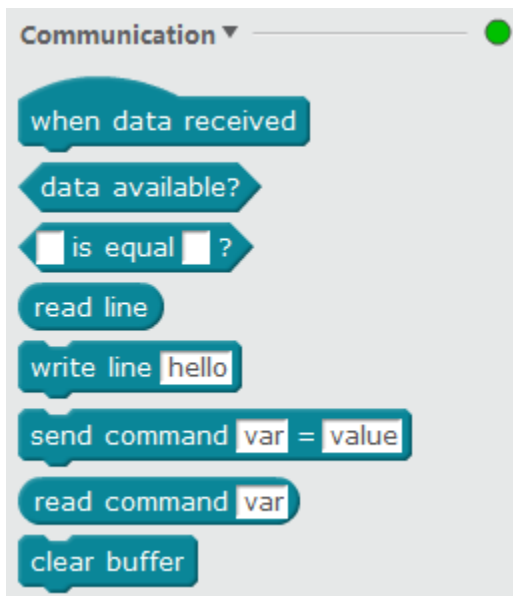 Communication
when data received
data available?
is equal ?
read line
write line hello
send command var = value
read command var
clear buffer